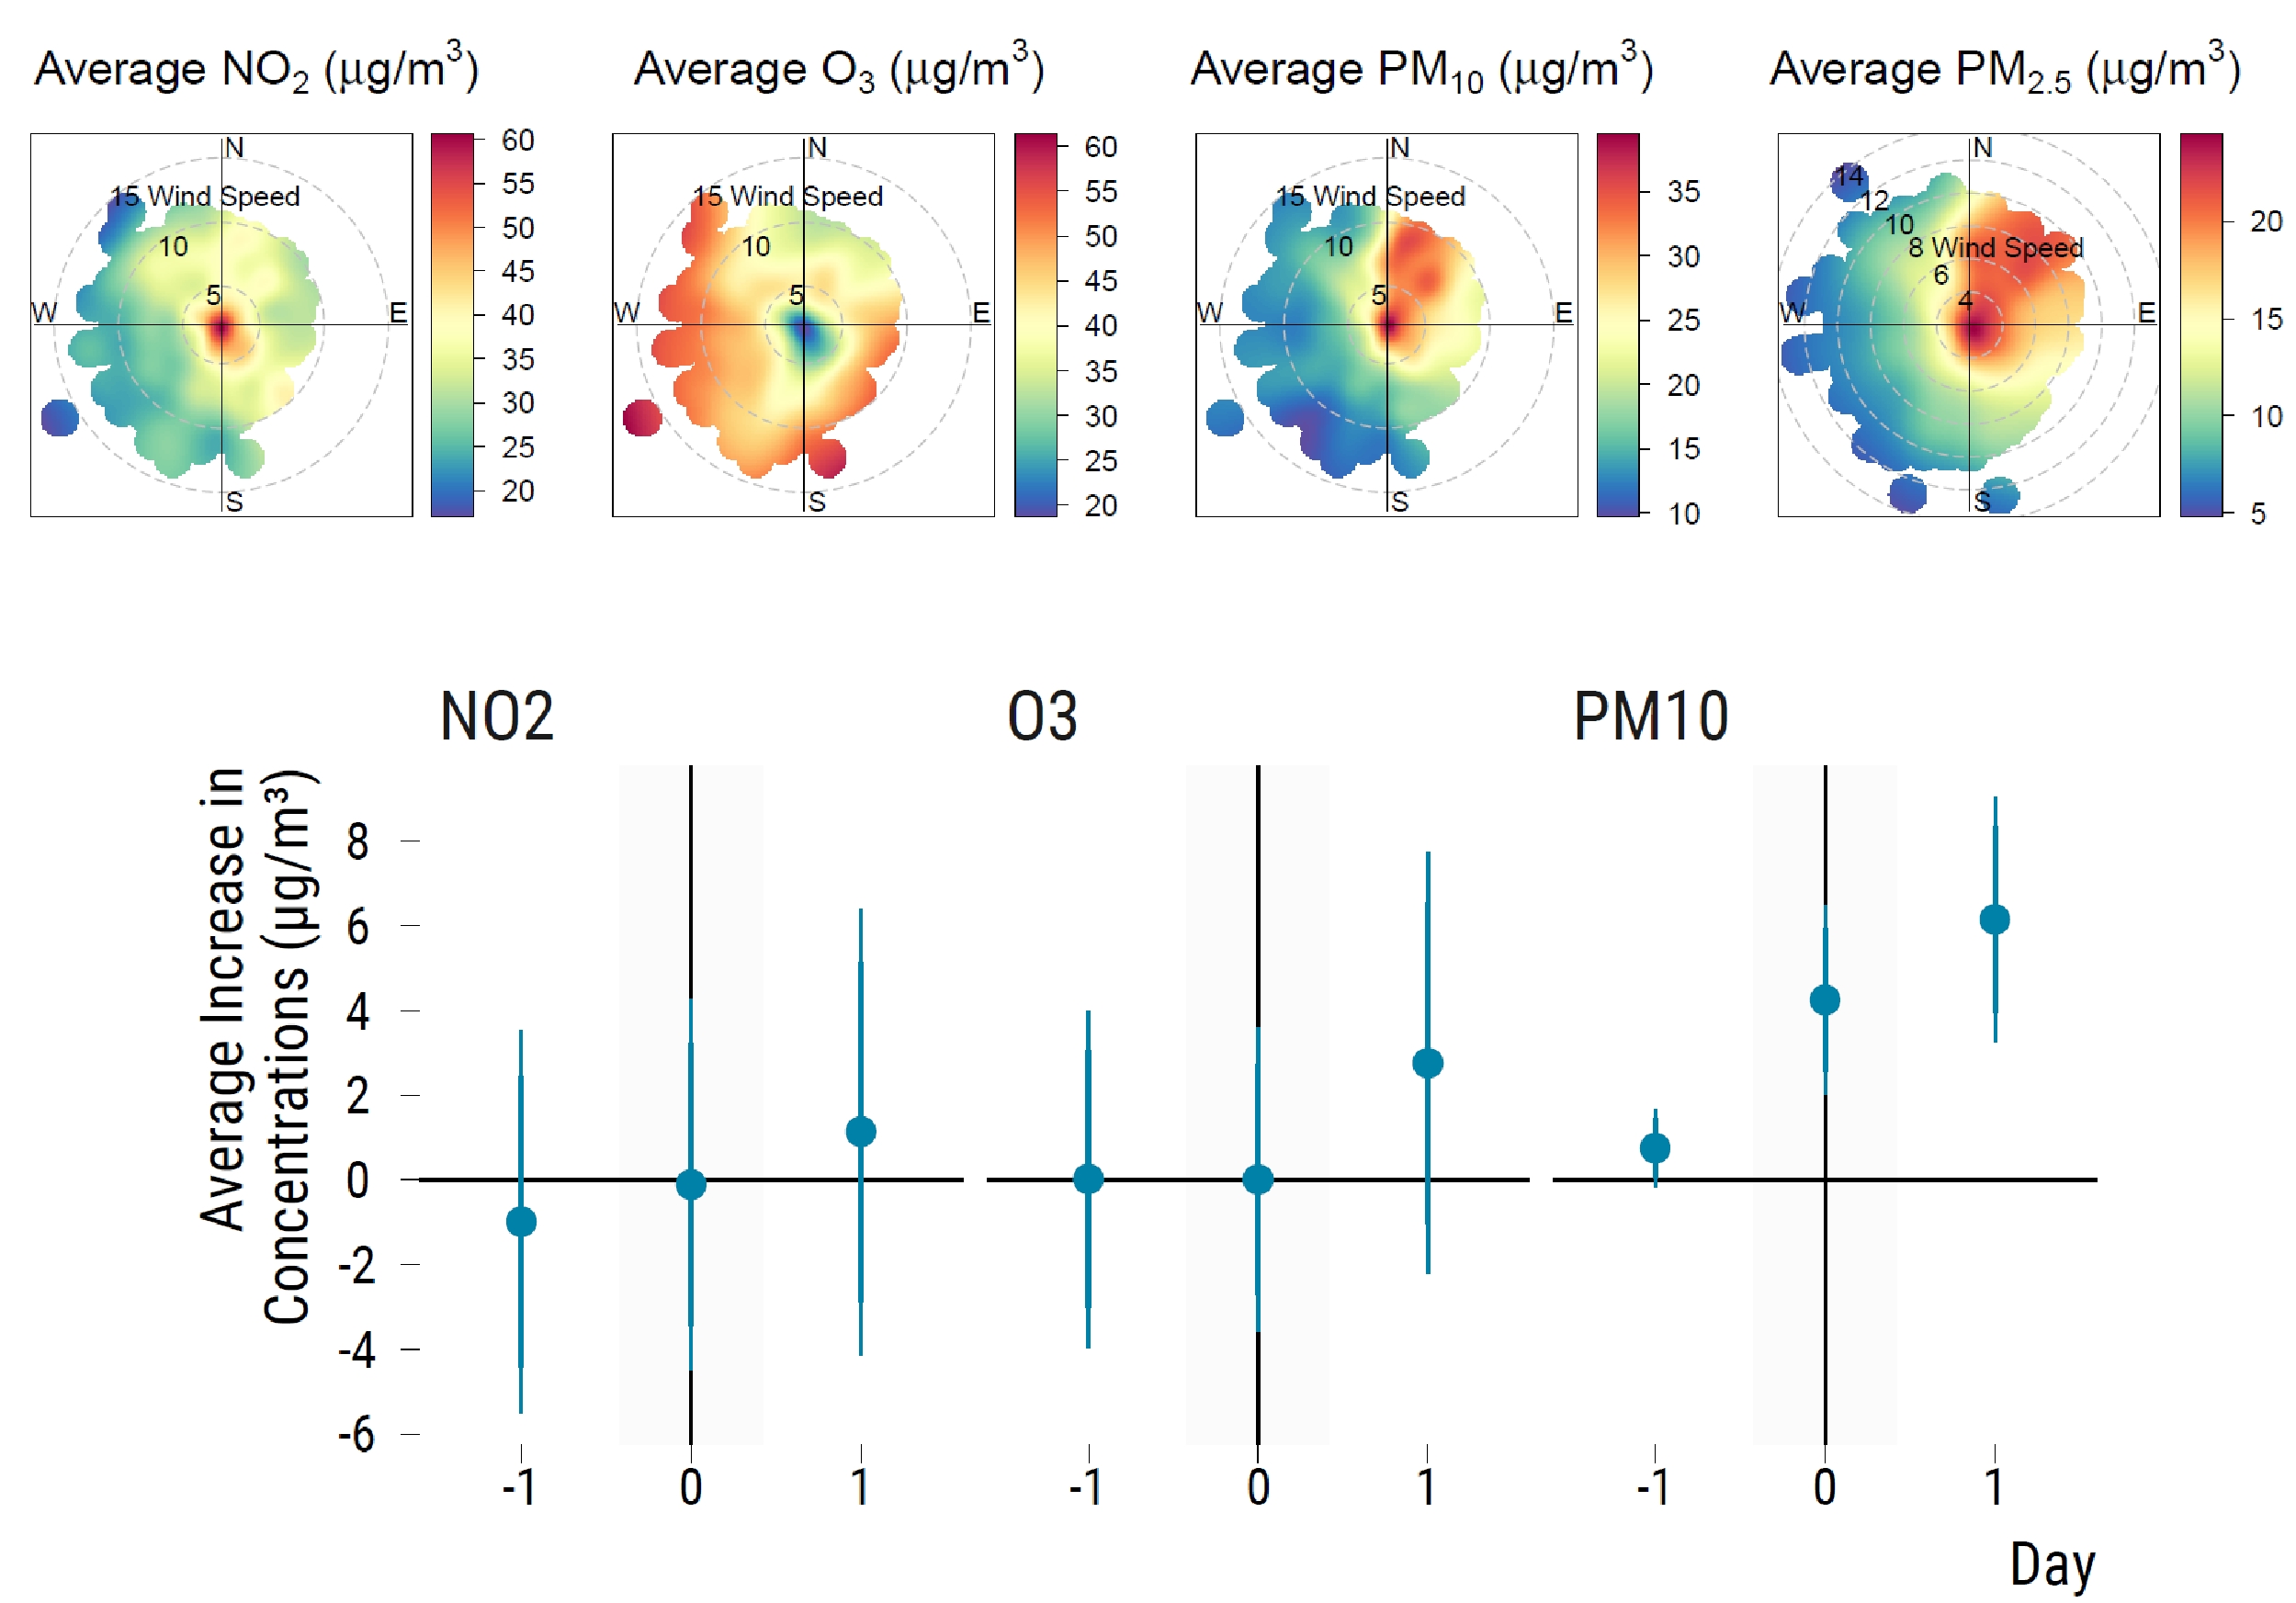 Average NO₂ (μg/m³)
Average O₃ (μg/m³)
Average PM₁₀ (μg/m³)
Average PM₂.₅ (μg/m³)
N
15 Wind Speed
10
5
W
E
S
60
55
50
45
40
35
30
25
20
N
15 Wind Speed
10
5
W
E
S
60
55
50
45
40
35
30
25
20
N
15 Wind Speed
10
5
W
E
S
35
30
25
20
15
10
N
14
12
10
8 Wind Speed
6
4
W
E
S
20
15
10
5
NO2
O3
PM10
Average Increase in
Concentrations (μg/m³)
8
6
4
2
0
-2
-4
-6
-1 0 1
-1 0 1
-1 0 1
Day